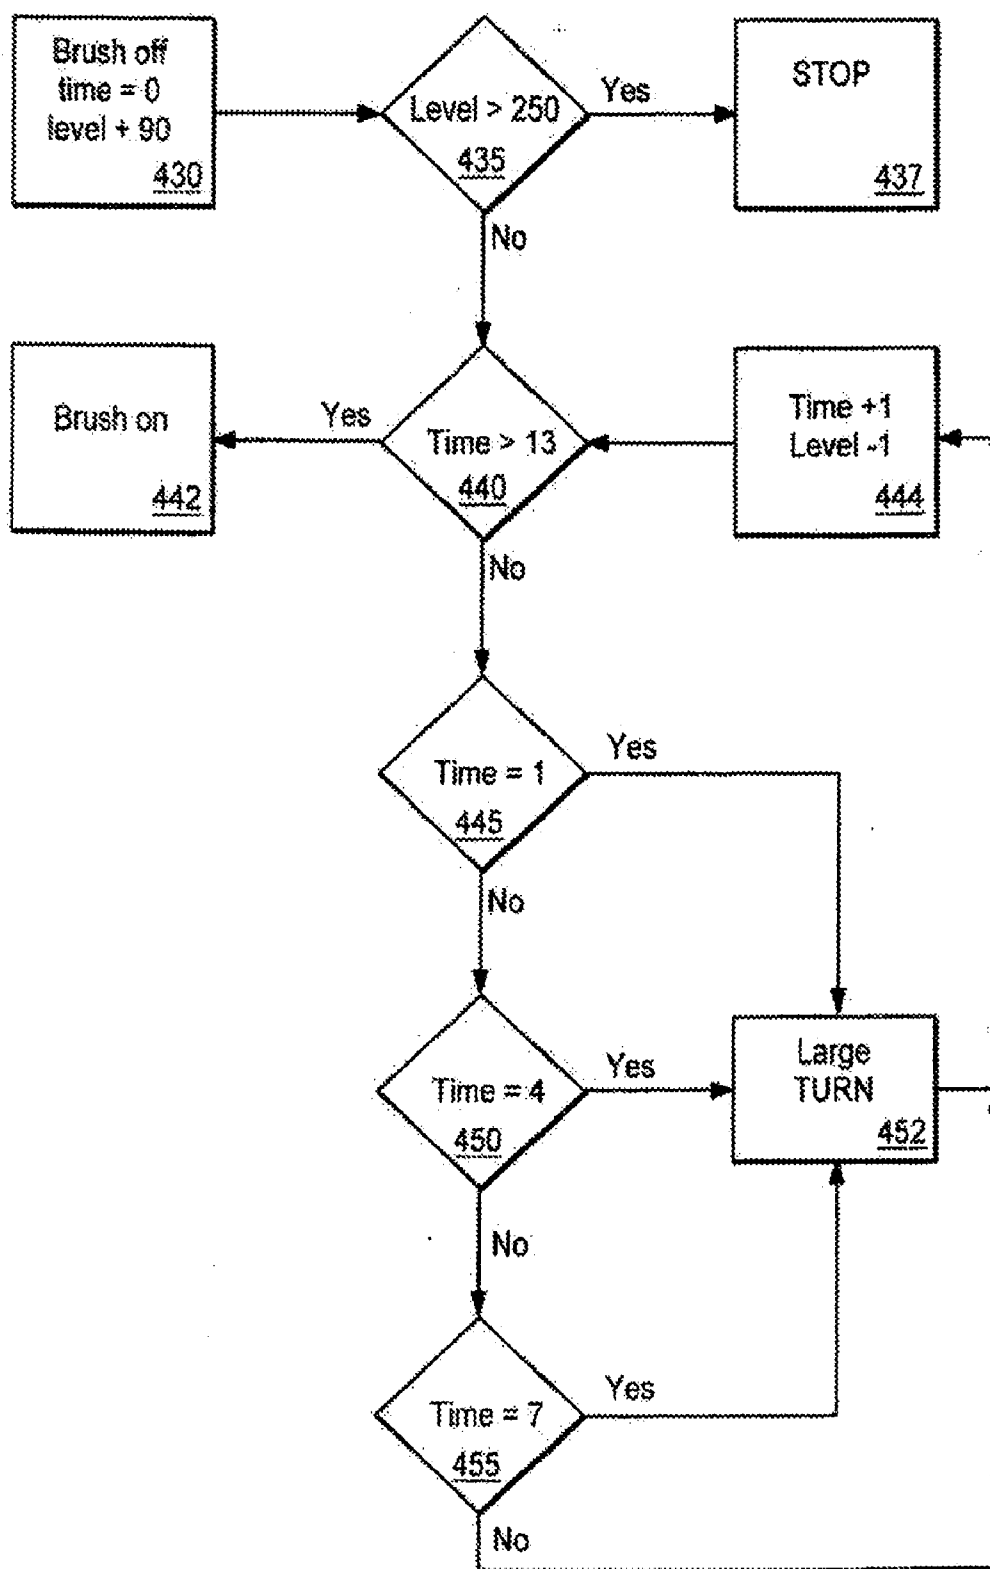 Brush off
time = 0
level + 90
430
Level > 250
435
Yes
STOP
437
No
Brush on
442
Yes
Time > 13
440
Time +1
Level -1
444
No
Time = 1
445
Yes
No
Time = 4
450
Yes
Large
TURN
452
No
Time = 7
455
Yes
No